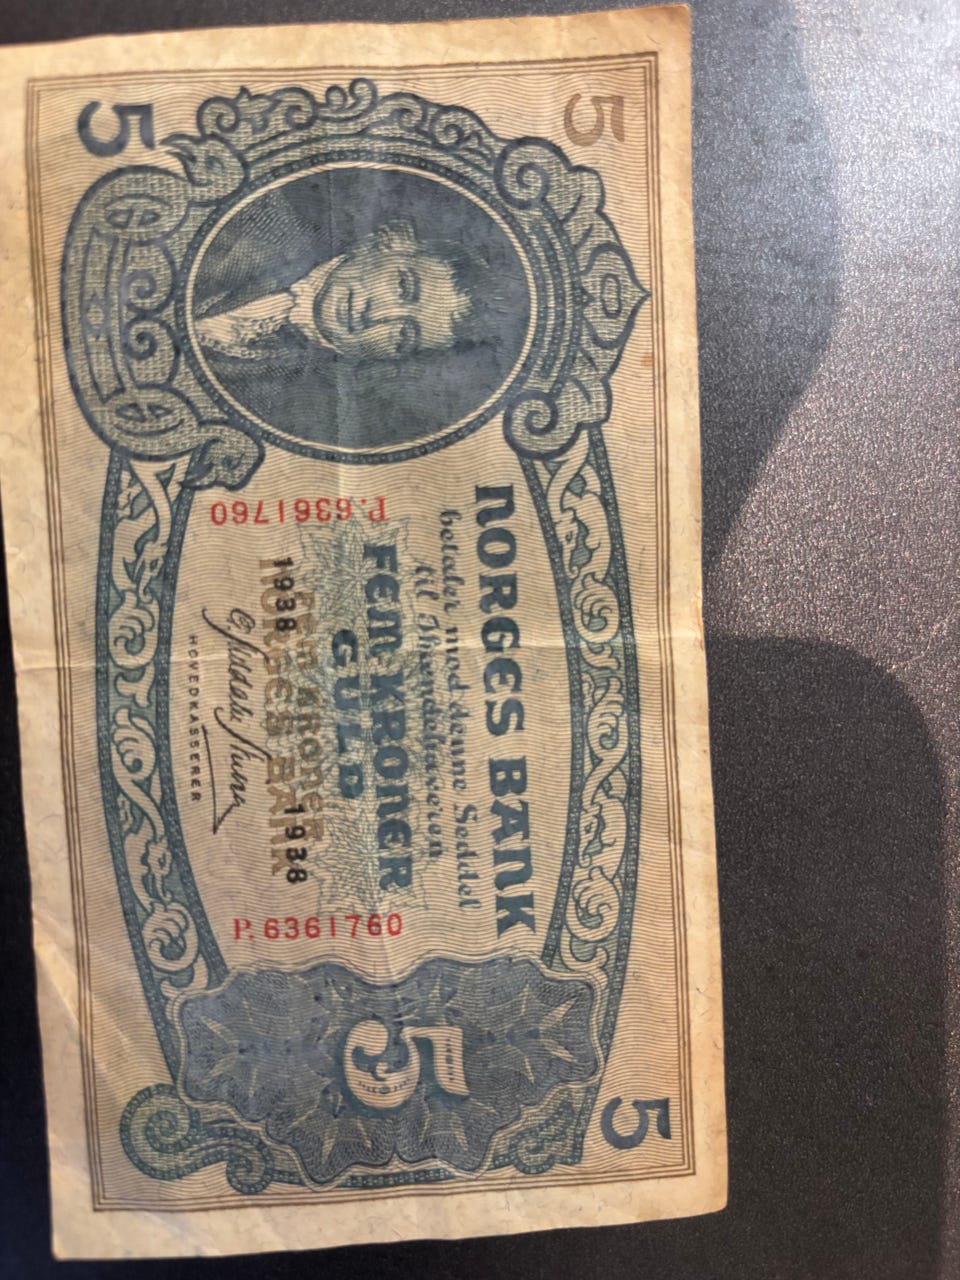 5
5
NORGES BANK
betaler mod denne Seddel
til Ihændehaveren
FEM KRONER
GULD
P. 6361760
P. 6361760
1938
1938
FEM KRONER
NORGES BANK
HOVEDKASSERER
5
5